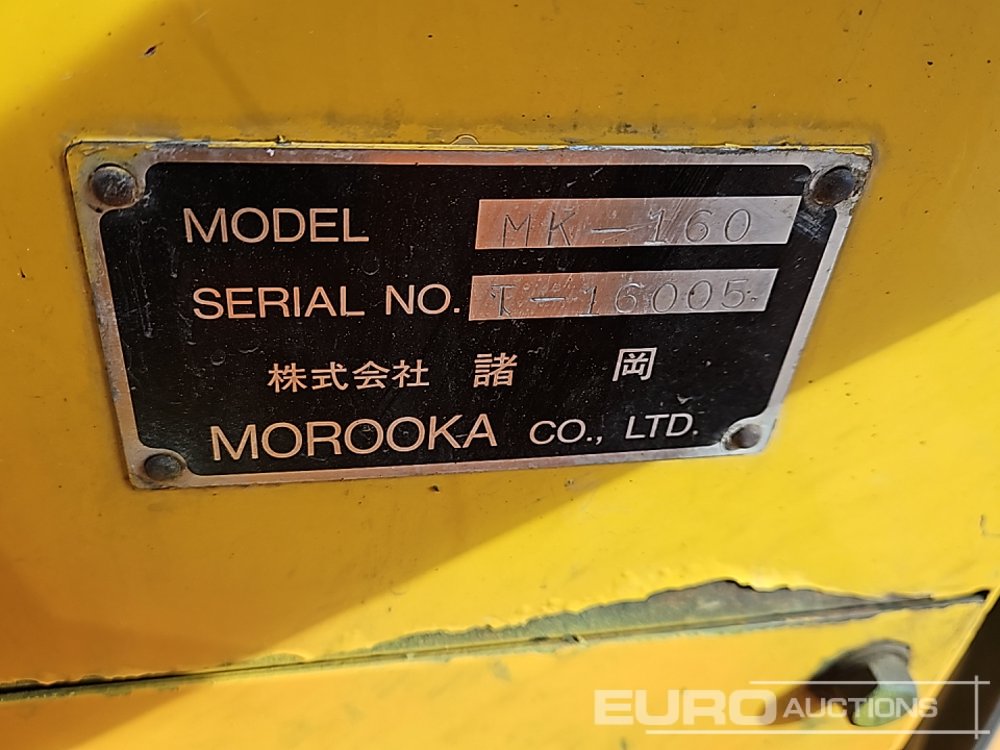 MODEL MK-160
SERIAL NO. T-16005
株式会社 諸 岡
MOROOKA CO., LTD.
EURO AUCTIONS